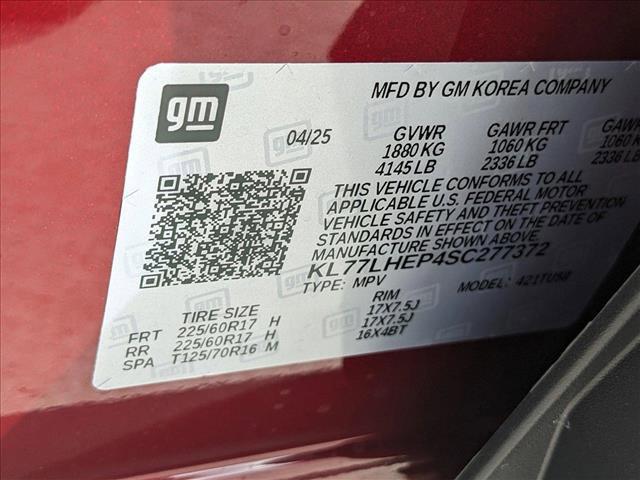 gm
MFD BY GM KOREA COMPANY
04/25 GVWR GAWR FRT
1880 KG 1060 KG 1060
4145 LB 2336 LB 2336 LB
THIS VEHICLE CONFORMS TO ALL
APPLICABLE U.S. FEDERAL MOTOR
VEHICLE SAFETY AND THEFT PREVENTION
STANDARDS IN EFFECT ON THE DATE OF
MANUFACTURE SHOWN ABOVE.
KL77LHEP4SC277372
TYPE: MPV MODEL: 421TUSB
TIRE SIZE RIM
FRT 225/60R17 H 17X7.5J
RR 225/60R17 H 17X7.5J
SPA T125/70R16 M 16X4BT